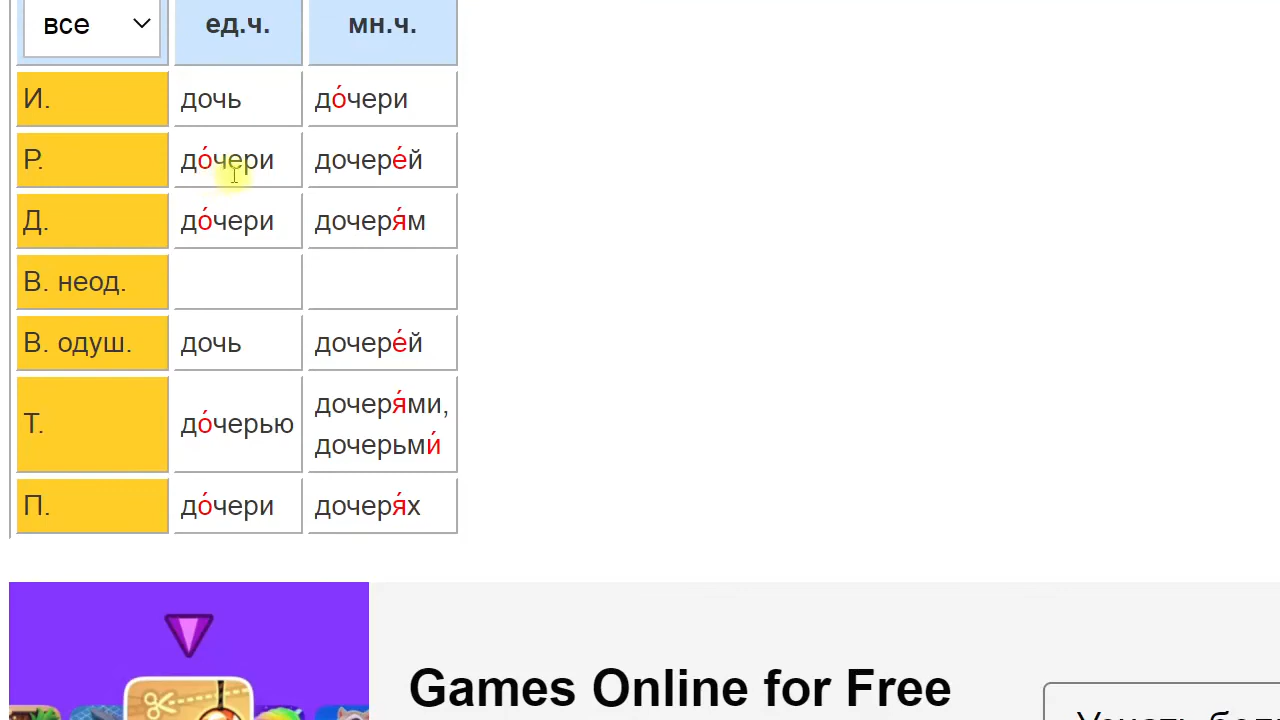 все ед.ч. мн.ч.
И. дочь до́чери
Р. до́чери дочере́й
Д. до́чери дочеря́м
В. неод.
В. одуш. дочь дочере́й
Т. до́черью дочеря́ми,
дочерьми́
П. до́чери дочеря́х
Games Online for Free
Узнать